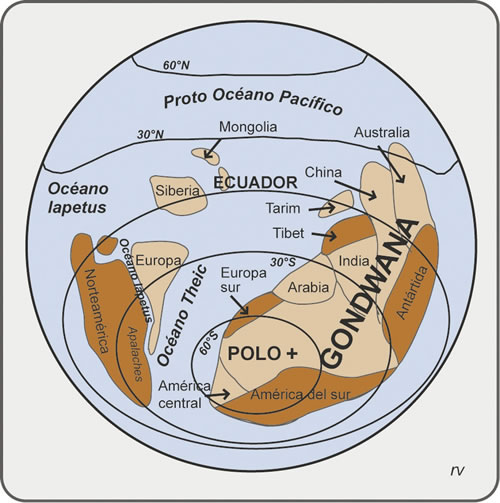 60°N
Proto Océano Pacífico
30°N
Mongolia
Australia
Océano
Iapetus
Siberia
ECUADOR
China
Tarim
Tibet
Norteamérica
Océano Iapetus
Europa
Apalaches
Océano Theic
Europa
sur
30°S
Arabia
India
GONDWANA
Antártida
60°S
POLO +
América
central
América del sur
rv